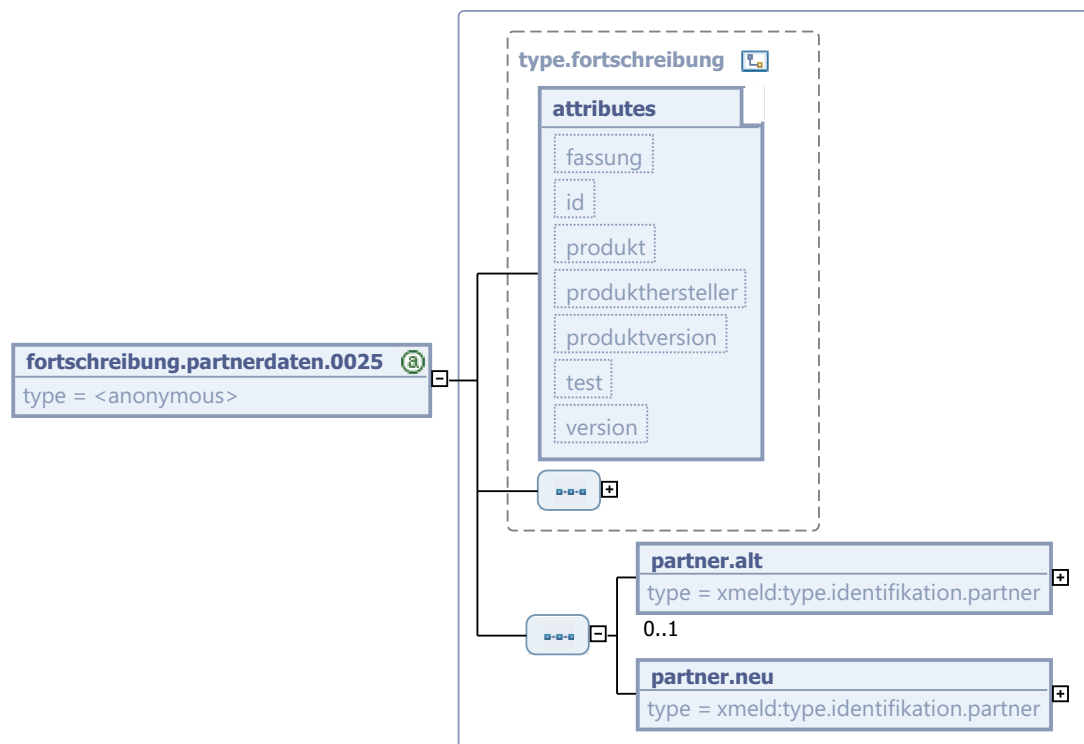 type.fortschreibung
attributes
fassung
id
produkt
produkthersteller
produktversion
test
version
fortschreibung.partnerdaten.0025
type = <anonymous>
partner.alt
type = xmeld:type.identifikation.partner
0..1
partner.neu
type = xmeld:type.identifikation.partner